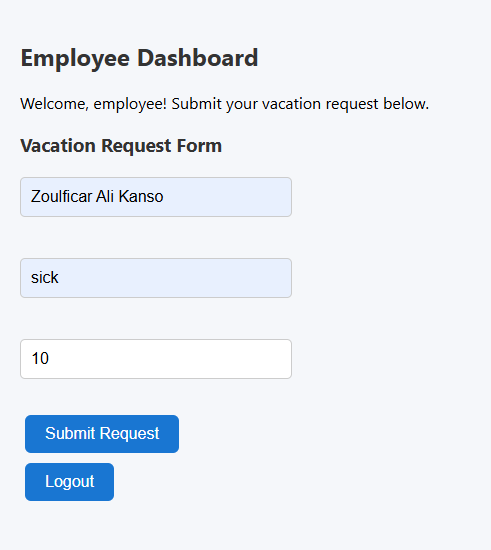 Employee Dashboard
Welcome, employee! Submit your vacation request below.
Vacation Request Form
Zoulficar Ali Kanso
sick
10
Submit Request
Logout